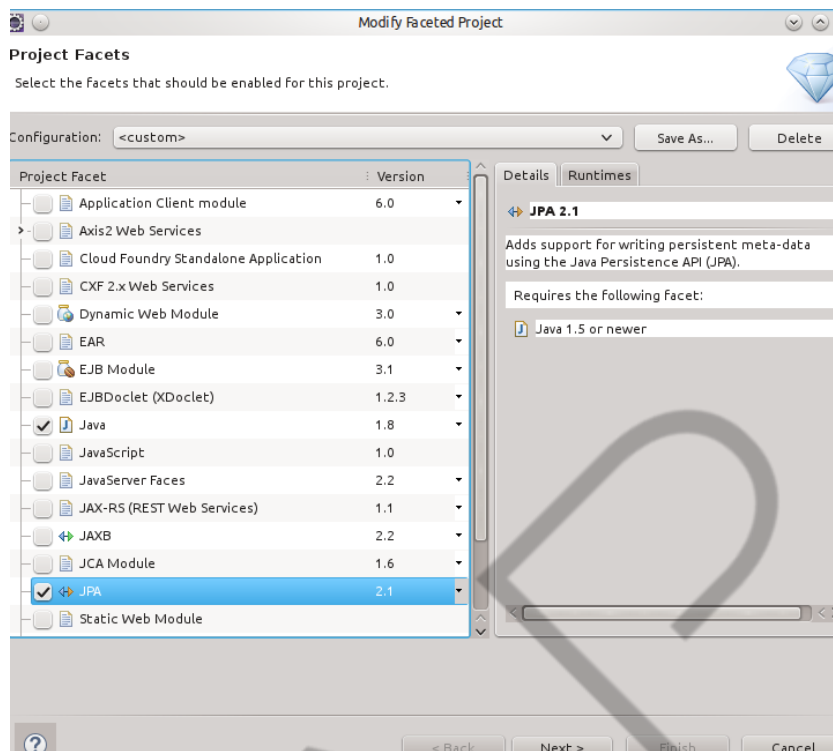 Modify Faceted Project
Project Facets
Select the facets that should be enabled for this project.
Configuration: <custom> Save As... Delete
Project Facet Version
Application Client module 6.0
Axis2 Web Services
Cloud Foundry Standalone Application 1.0
CXF 2.x Web Services 1.0
Dynamic Web Module 3.0
EAR 6.0
EJB Module 3.1
EJBDoclet (XDoclet) 1.2.3
Java 1.8
JavaScript 1.0
JavaServer Faces 2.2
JAX-RS (REST Web Services) 1.1
JAXB 2.2
JCA Module 1.6
JPA 2.1
Static Web Module
Details Runtimes
JPA 2.1
Adds support for writing persistent meta-data
using the Java Persistence API (JPA).
Requires the following facet:
Java 1.5 or newer
< Back Next > Finish Cancel